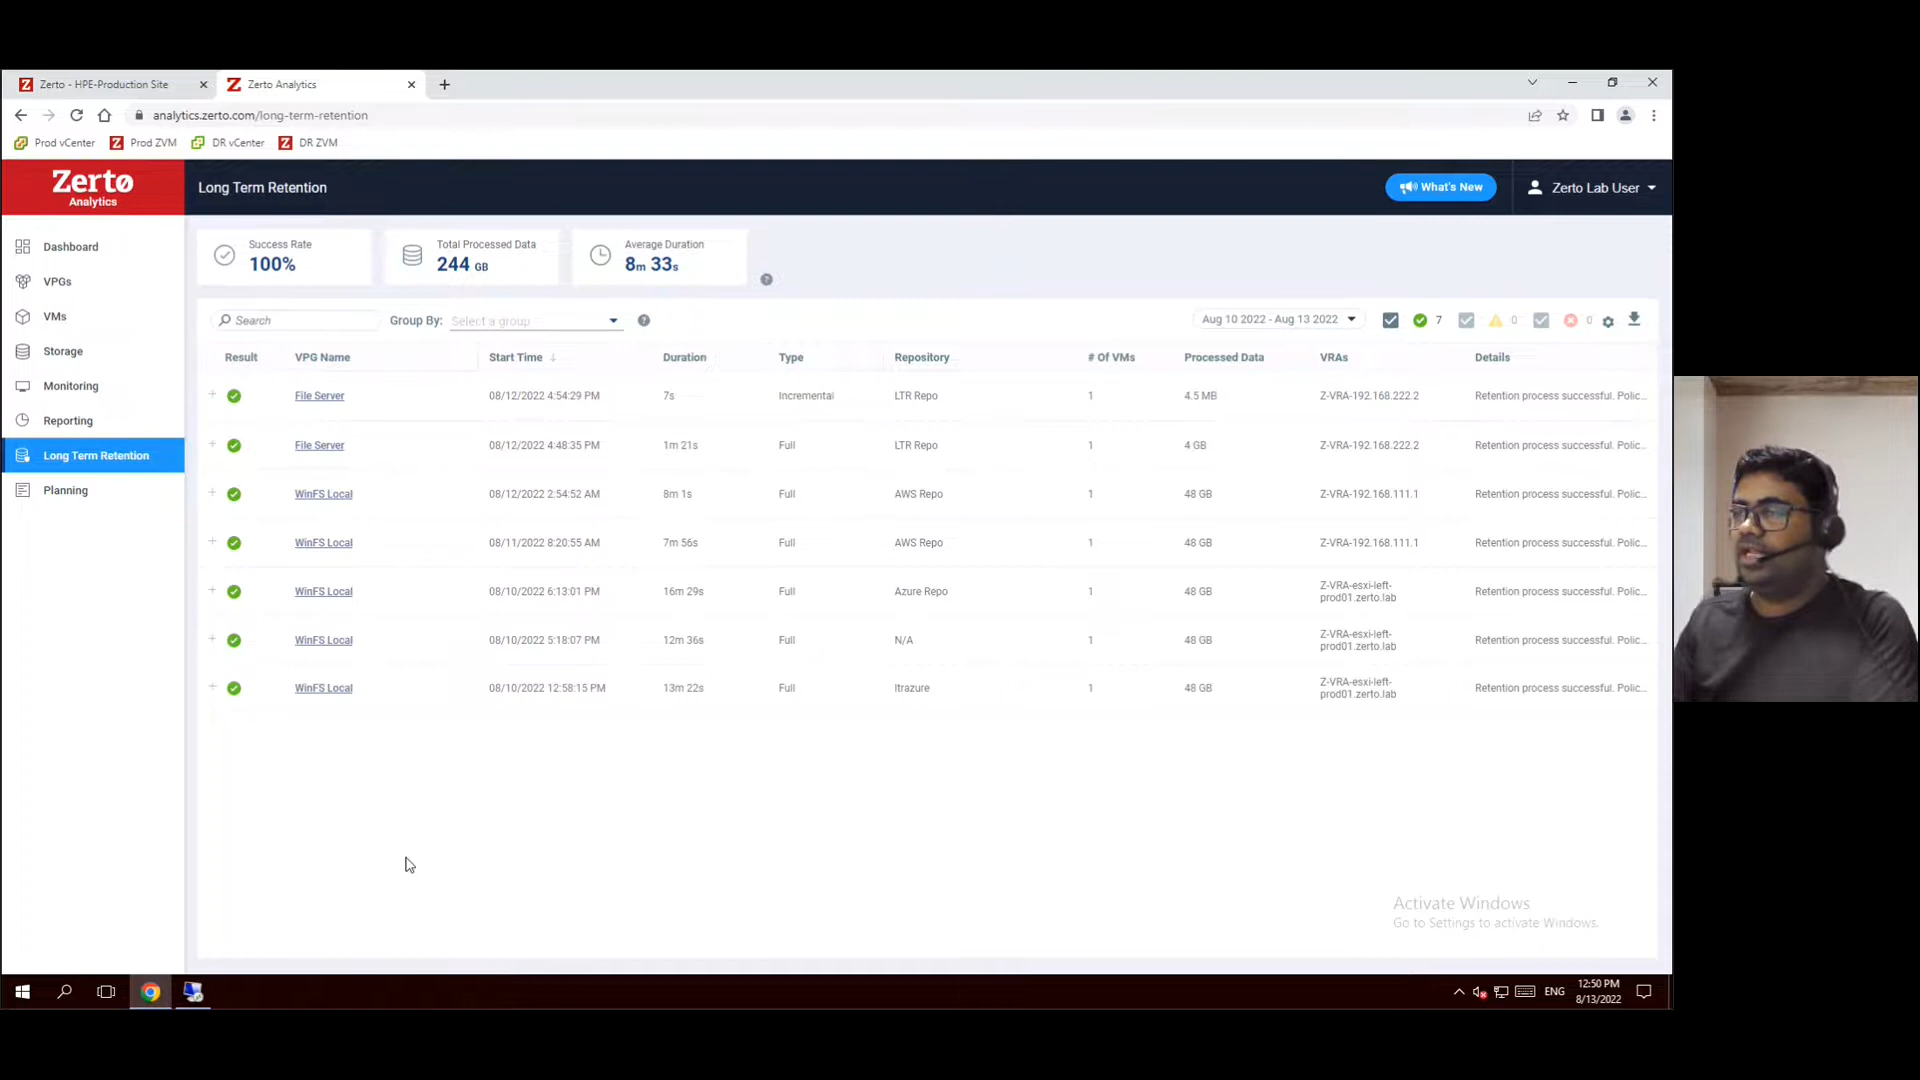 Zerto - HPE-Production Site
Zerto Analytics
analytics.zerto.com/long-term-retention
Prod vCenter
Prod ZVM
DR vCenter
DR ZVM
Zertø
Analytics
Long Term Retention
What's New
Zerto Lab User
Dashboard
VPGs
VMs
Storage
Monitoring
Reporting
Long Term Retention
Planning
Success Rate
100%
Total Processed Data
244 GB
Average Duration
8m 33s
Search
Group By: Select a group
Aug 10 2022 - Aug 13 2022
7
0
0
Result VPG Name Start Time Duration Type Repository # Of VMs Processed Data VRAs Details
File Server 08/12/2022 4:54:29 PM 7s Incremental LTR Repo 1 4.5 MB Z-VRA-192.168.222.2 Retention process successful. Polic...
File Server 08/12/2022 4:48:35 PM 1m 21s Full LTR Repo 1 4 GB Z-VRA-192.168.222.2 Retention process successful. Polic...
WinFS Local 08/12/2022 2:54:52 AM 8m 1s Full AWS Repo 1 48 GB Z-VRA-192.168.111.1 Retention process successful. Polic...
WinFS Local 08/11/2022 8:20:55 AM 7m 56s Full AWS Repo 1 48 GB Z-VRA-192.168.111.1 Retention process successful. Polic...
WinFS Local 08/10/2022 6:13:01 PM 16m 29s Full Azure Repo 1 48 GB Z-VRA-esxi-left-prod01.zerto.lab Retention process successful. Polic...
WinFS Local 08/10/2022 5:18:07 PM 12m 36s Full N/A 1 48 GB Z-VRA-esxi-left-prod01.zerto.lab Retention process successful. Polic...
WinFS Local 08/10/2022 12:58:15 PM 13m 22s Full ltrazure 1 48 GB Z-VRA-esxi-left-prod01.zerto.lab Retention process successful. Polic...
Activate Windows
Go to Settings to activate Windows.
ENG
12:50 PM
8/13/2022